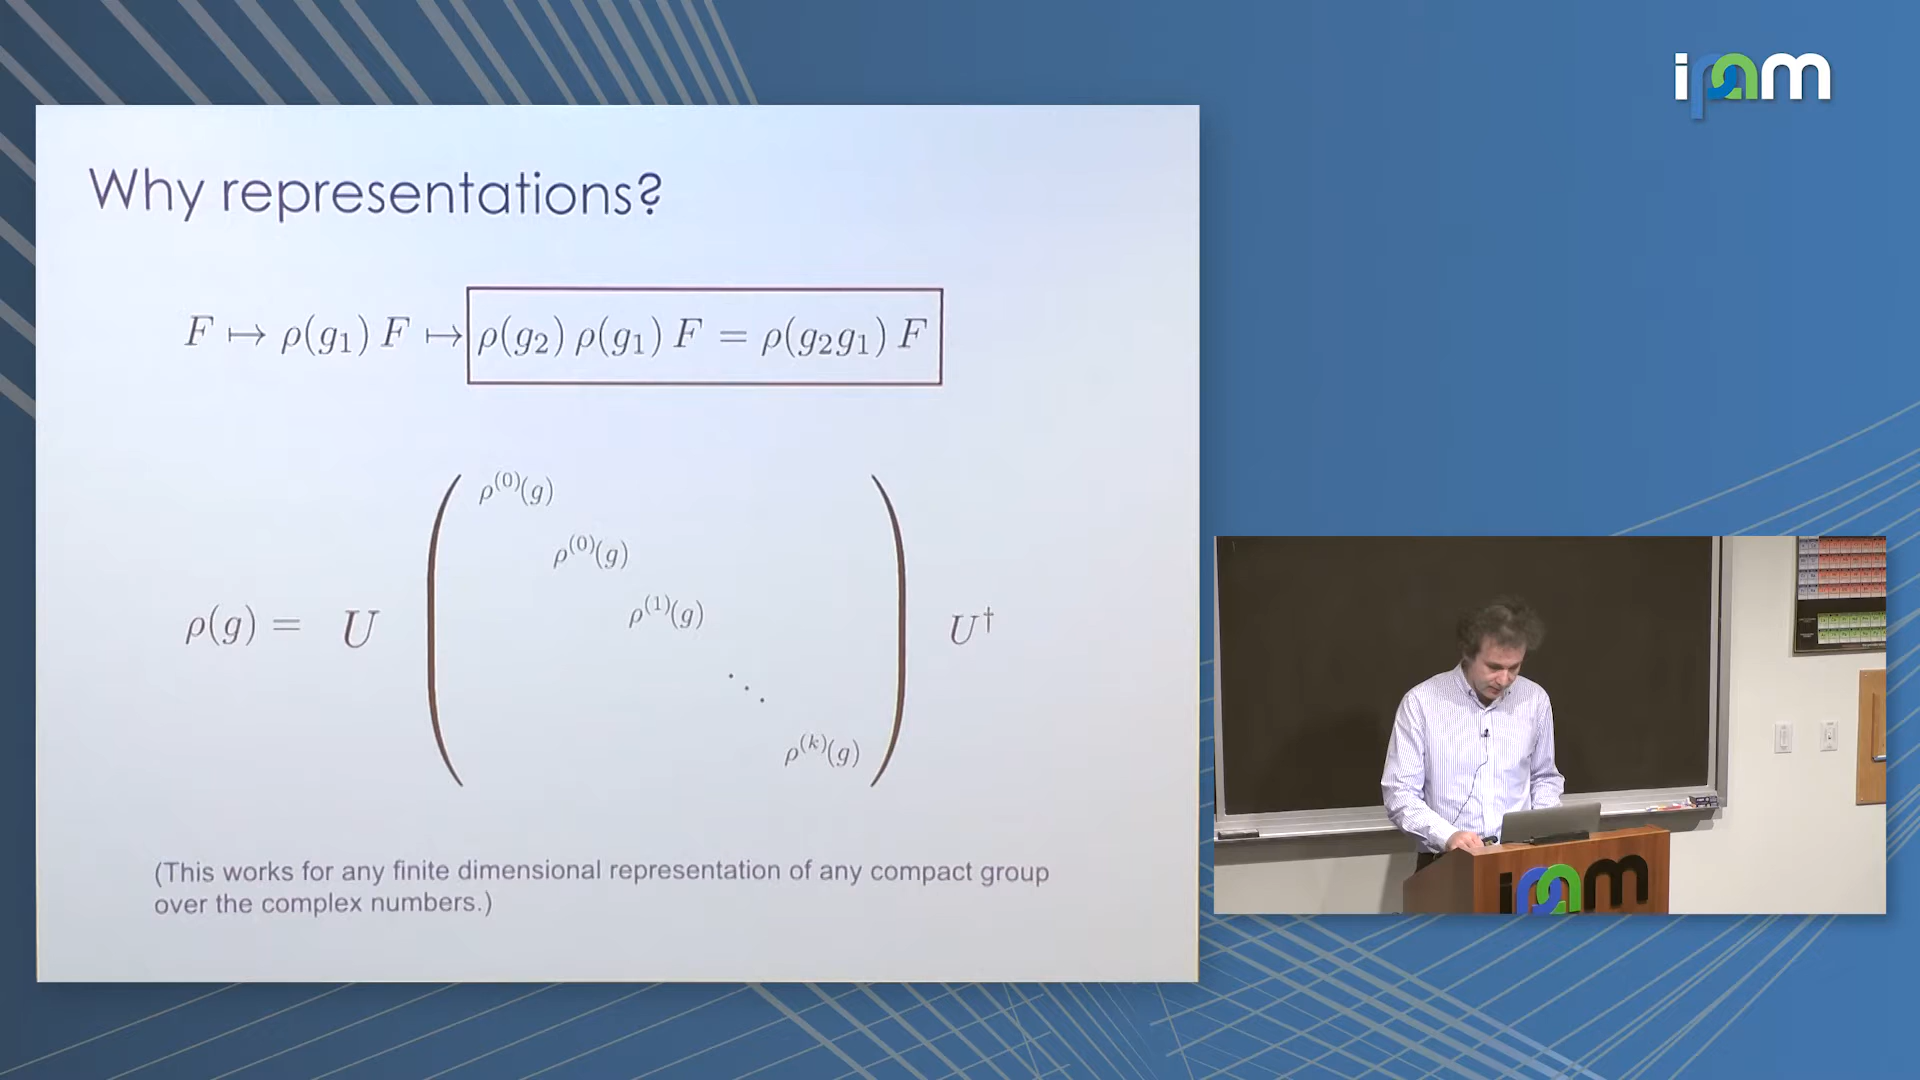 ipam
Why representations?
F ↦ ρ(g₁) F ↦ ρ(g₂) ρ(g₁) F = ρ(g₂g₁) F
ρ⁽⁰⁾(g)
ρ⁽⁰⁾(g)
ρ⁽¹⁾(g)
ρ(g) = U U†
⋱
ρ⁽ᵏ⁾(g)
(This works for any finite dimensional representation of any compact group
over the complex numbers.)
ipam